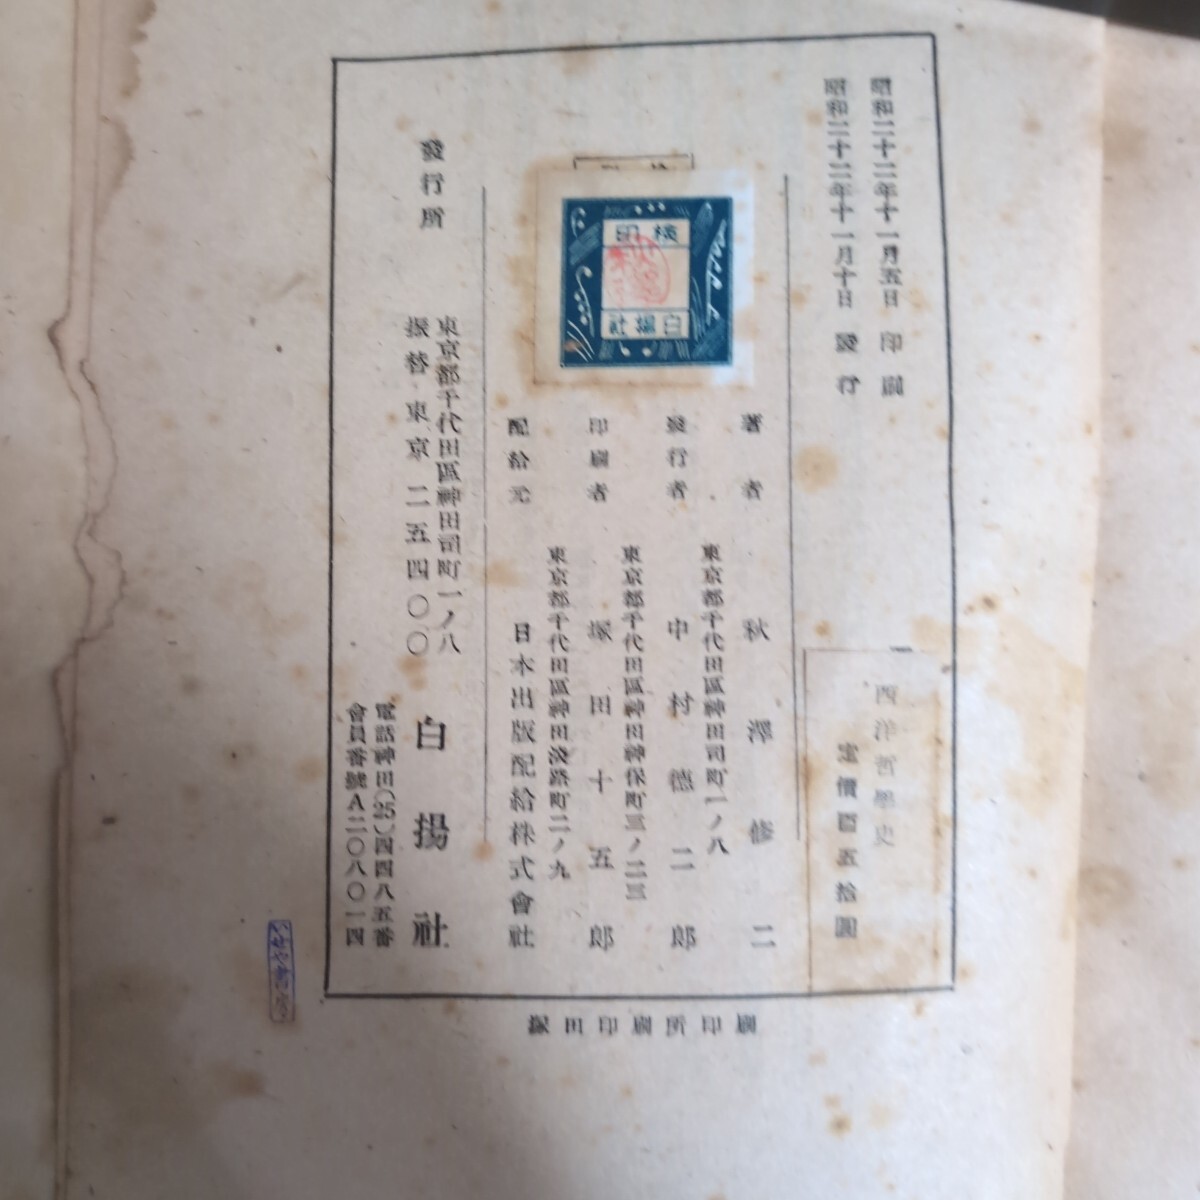 昭和二十二年十一月五日 印刷
昭和二十二年十一月十日 發行
西洋哲學史
定價百五拾圓
檢印
白揚社
著者 秋澤修二
東京都千代田區神田司町一ノ八
發行者 中村德二郎
東京都千代田區神田神保町三ノ二三
印刷者 塚田十五郎
東京都千代田區神田淡路町二ノ九
配給元 日本出版配給株式會社
發行所
東京都千代田區神田司町一ノ八
振替東京二五四〇〇
白揚社
電話神田(25)四四八五番
會員番號A二〇八〇一四
塚田印刷所印刷